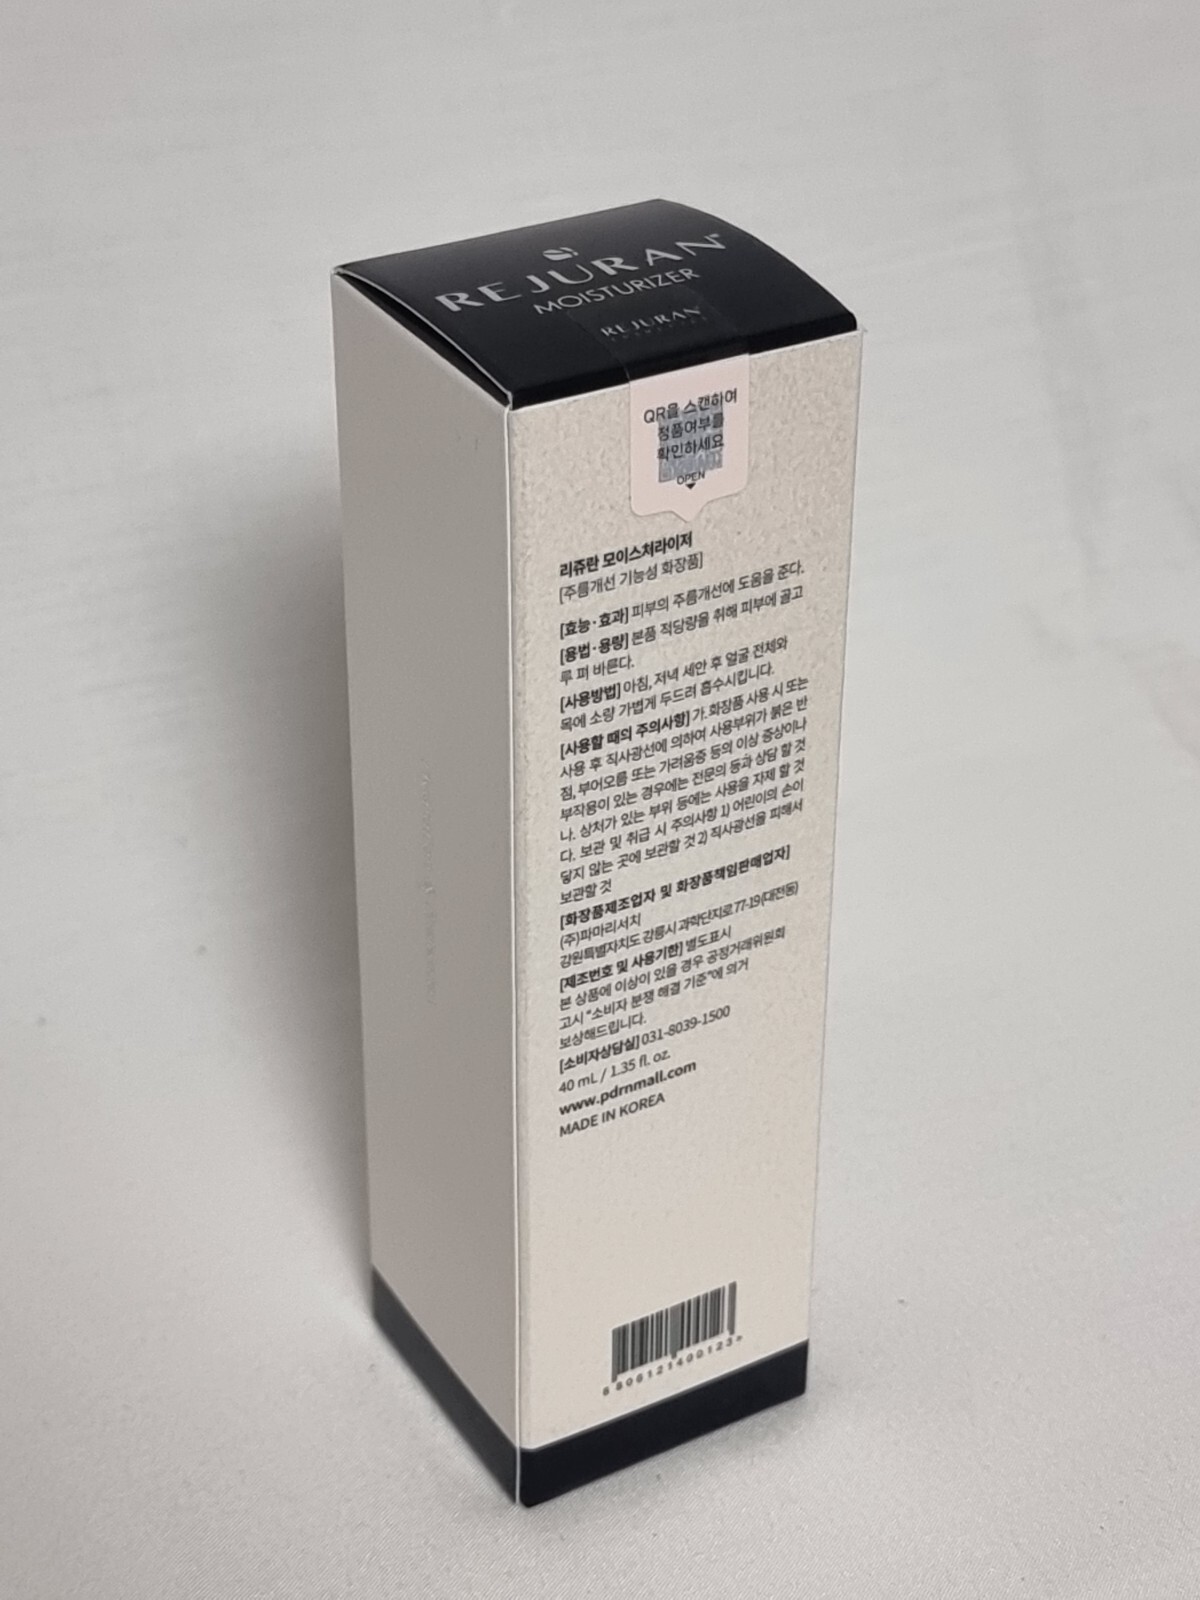 REJURAN
MOISTURIZER
REJURAN
QR을 스캔하여
정품여부를
확인하세요
OPEN
리쥬란 모이스처라이저
[주름개선 기능성 화장품]
[효능·효과] 피부의 주름개선에 도움을 준다.
[용법·용량] 본품 적당량을 취해 피부에 골고
루 펴 바른다.
[사용방법] 아침, 저녁 세안 후 얼굴 전체와
목에 소량 가볍게 두드려 흡수시킵니다.
[사용할 때의 주의사항] 가. 화장품 사용 시 또는
사용 후 직사광선에 의하여 사용부위가 붉은 반
점, 부어오름 또는 가려움증 등의 이상 증상이나
부작용이 있는 경우에는 전문의 등과 상담 할 것
나. 상처가 있는 부위 등에는 사용을 자제 할 것
다. 보관 및 취급 시 주의사항 1) 어린이의 손이
닿지 않는 곳에 보관할 것 2) 직사광선을 피해서
보관할 것
[화장품제조업자 및 화장품책임판매업자]
(주)파마리서치
강원특별자치도 강릉시 과학단지로 77-19(대전동)
[제조번호 및 사용기한] 별도표시
본 상품에 이상이 있을 경우 공정거래위원회
고시 "소비자 분쟁 해결 기준"에 의거
보상해드립니다.
[소비자상담실] 031-8039-1500
40 mL / 1.35 fl. oz.
www.pdrnmall.com
MADE IN KOREA